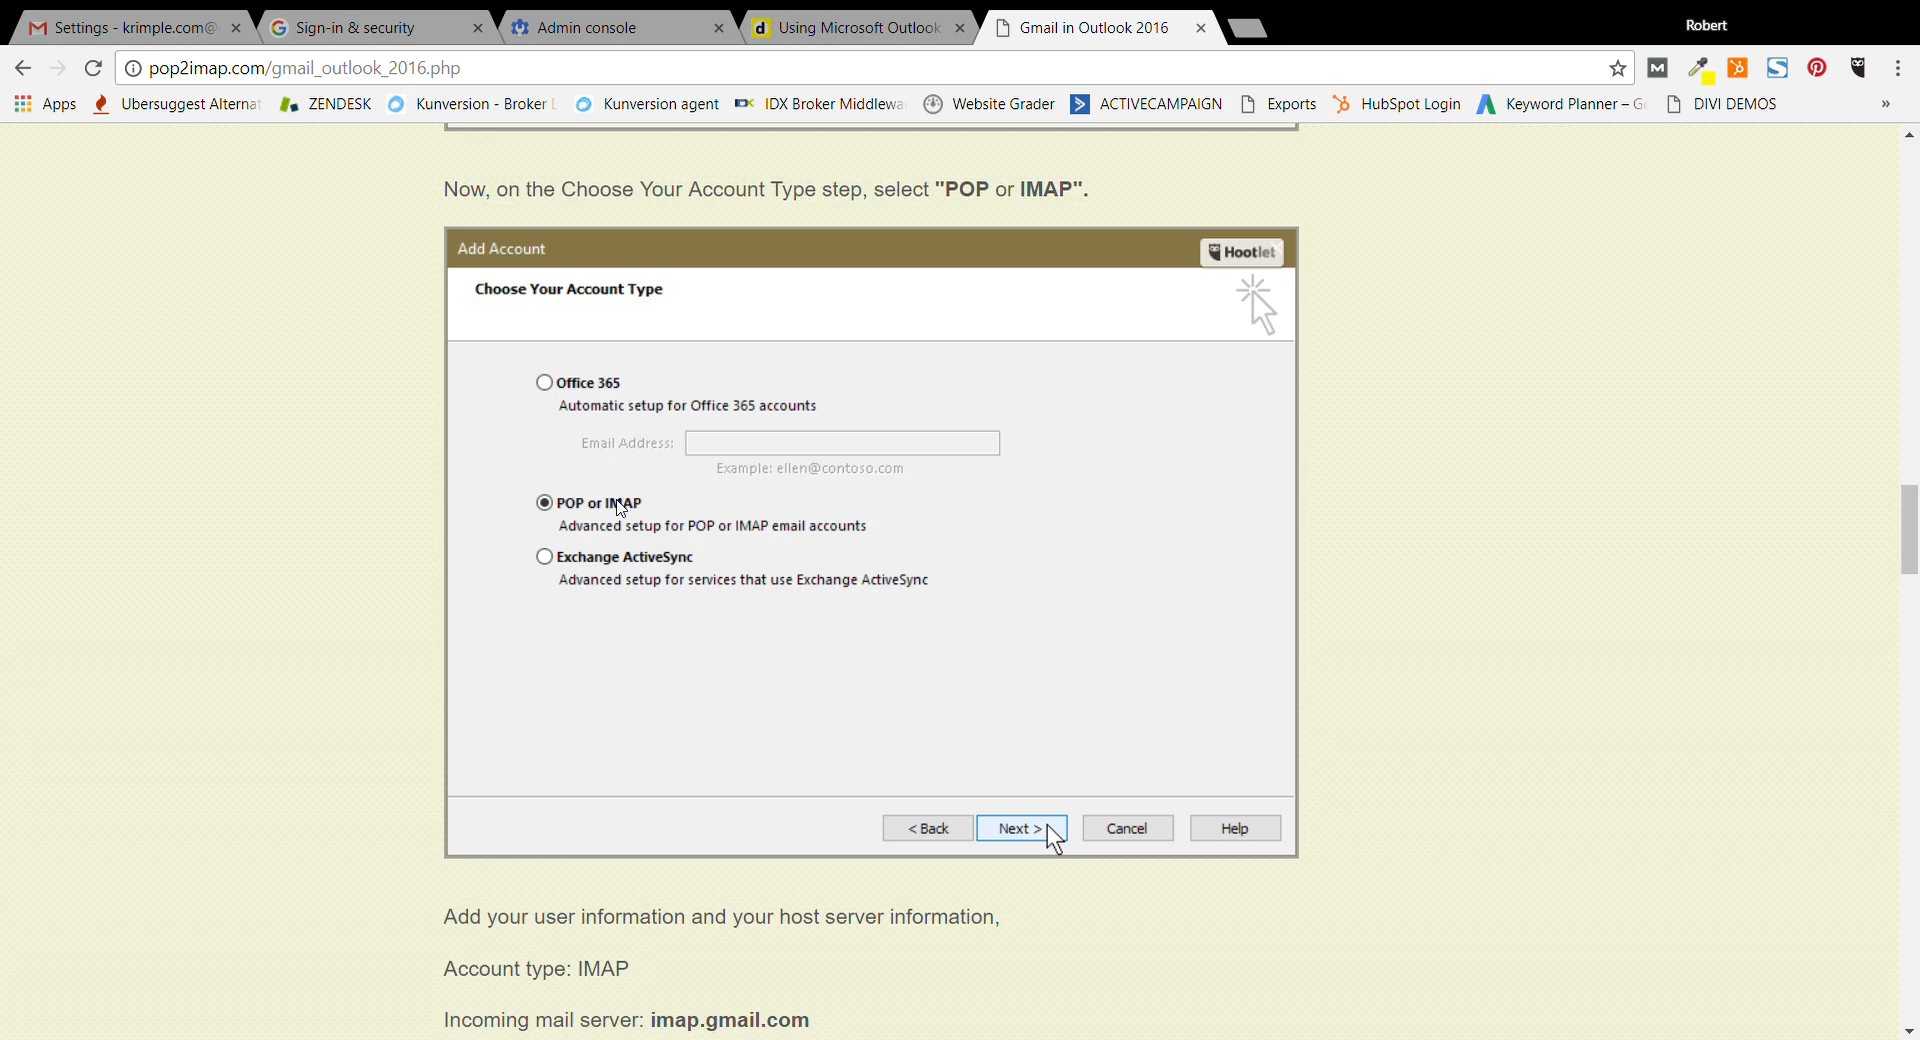 Settings - krimple.com@
Sign-in & security
Admin console
Using Microsoft Outlook
Gmail in Outlook 2016
Robert
pop2imap.com/gmail_outlook_2016.php
Apps
Ubersuggest Alternat
ZENDESK
Kunversion - Broker
Kunversion agent
IDX Broker Middlewa
Website Grader
ACTIVECAMPAIGN
Exports
HubSpot Login
Keyword Planner – G
DIVI DEMOS
»
Now, on the Choose Your Account Type step, select "POP or IMAP".
Add Account
Hootlet
Choose Your Account Type
Office 365
Automatic setup for Office 365 accounts
Email Address:
Example: ellen@contoso.com
POP or IMAP
Advanced setup for POP or IMAP email accounts
Exchange ActiveSync
Advanced setup for services that use Exchange ActiveSync
< Back
Next >
Cancel
Help
Add your user information and your host server information,
Account type: IMAP
Incoming mail server: imap.gmail.com